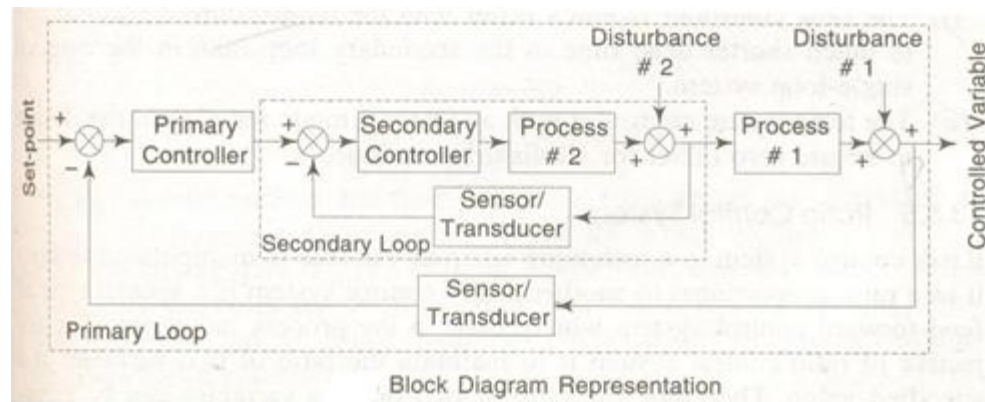 Disturbance
# 2
Disturbance
# 1
Set-point
+
−
Primary
Controller
+
−
Secondary
Controller
Process
# 2
+
+
+
Process
# 1
+
+
Controlled Variable
Sensor/
Transducer
Secondary Loop
Sensor/
Transducer
Primary Loop
Block Diagram Representation